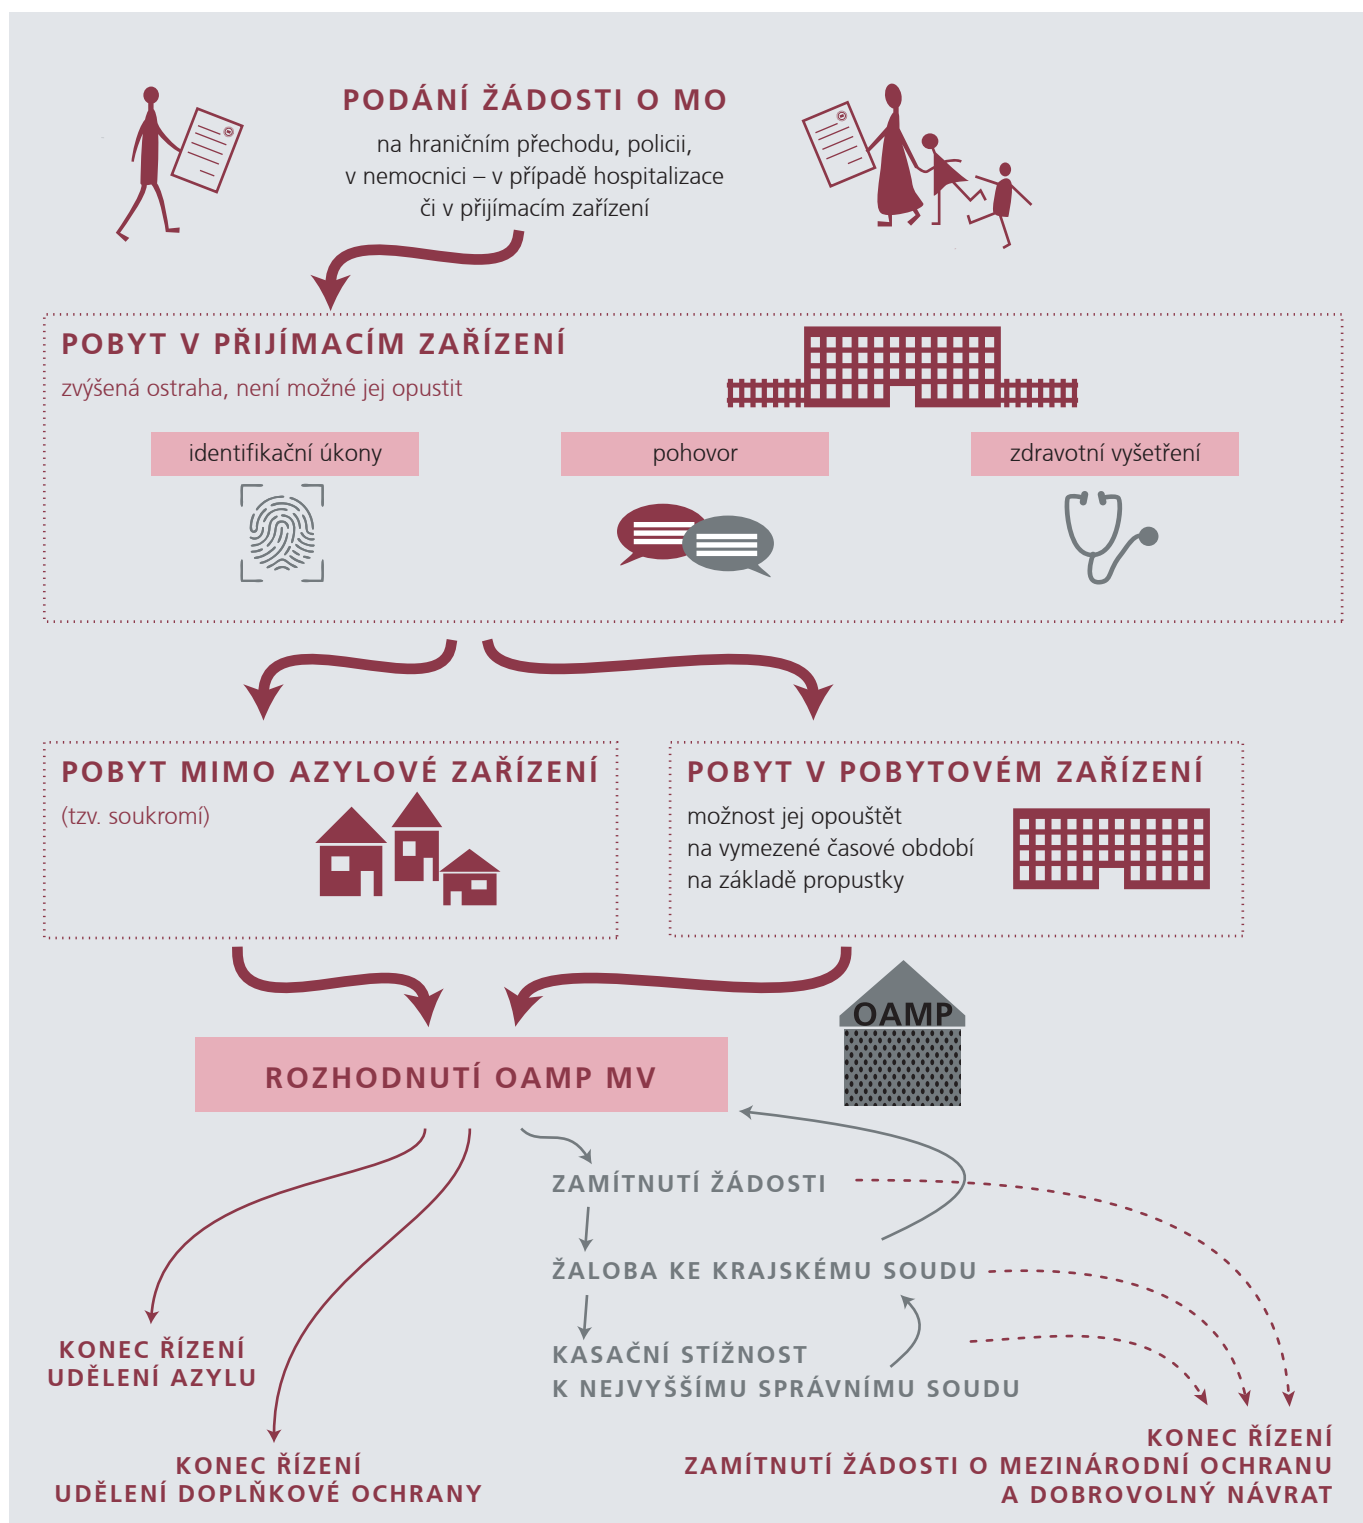 PODÁNÍ ŽÁDOSTI O MO
na hraničním přechodu, policii,
v nemocnici – v případě hospitalizace
či v přijímacím zařízení
POBYT V PŘIJÍMACÍM ZAŘÍZENÍ
zvýšená ostraha, není možné jej opustit
identifikační úkony
pohovor
zdravotní vyšetření
POBYT MIMO AZYLOVÉ ZAŘÍZENÍ
(tzv. soukromí)
POBYT V POBYTOVÉM ZAŘÍZENÍ
možnost jej opouštět
na vymezené časové období
na základě propustky
OAMP
ROZHODNUTÍ OAMP MV
ZAMÍTNUTÍ ŽÁDOSTI
ŽALOBA KE KRAJSKÉMU SOUDU
KASAČNÍ STÍŽNOST
K NEJVYŠŠÍMU SPRÁVNÍMU SOUDU
KONEC ŘÍZENÍ
UDĚLENÍ AZYLU
KONEC ŘÍZENÍ
UDĚLENÍ DOPLŇKOVÉ OCHRANY
KONEC ŘÍZENÍ
ZAMÍTNUTÍ ŽÁDOSTI O MEZINÁRODNÍ OCHRANU
A DOBROVOLNÝ NÁVRAT